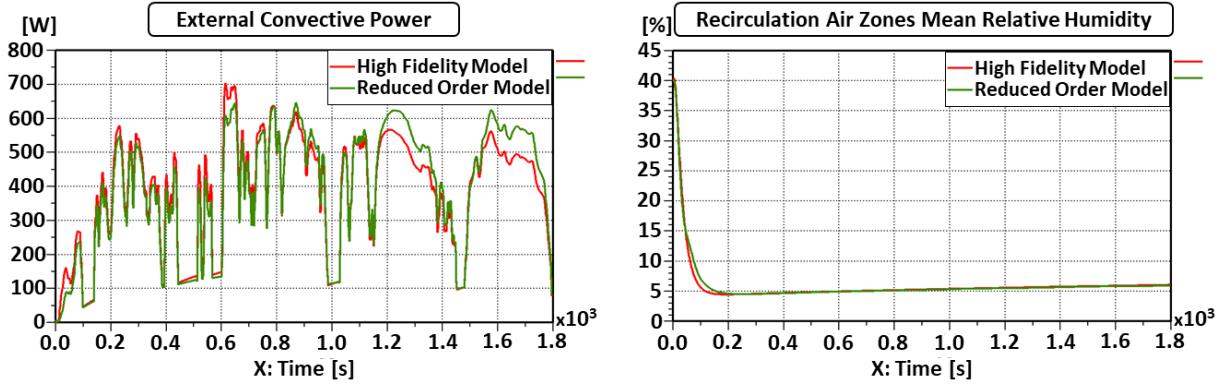 External Convective Power
[W]
800
700
600
500
400
300
200
100
0
High Fidelity Model
Reduced Order Model
0.0 0.2 0.4 0.6 0.8 1.0 1.2 1.4 1.6 1.8
x10³
X: Time [s]
Recirculation Air Zones Mean Relative Humidity
[%]
45
40
35
30
25
20
15
10
5
0
High Fidelity Model
Reduced Order Model
0.0 0.2 0.4 0.6 0.8 1.0 1.2 1.4 1.6 1.8
x10³
X: Time [s]